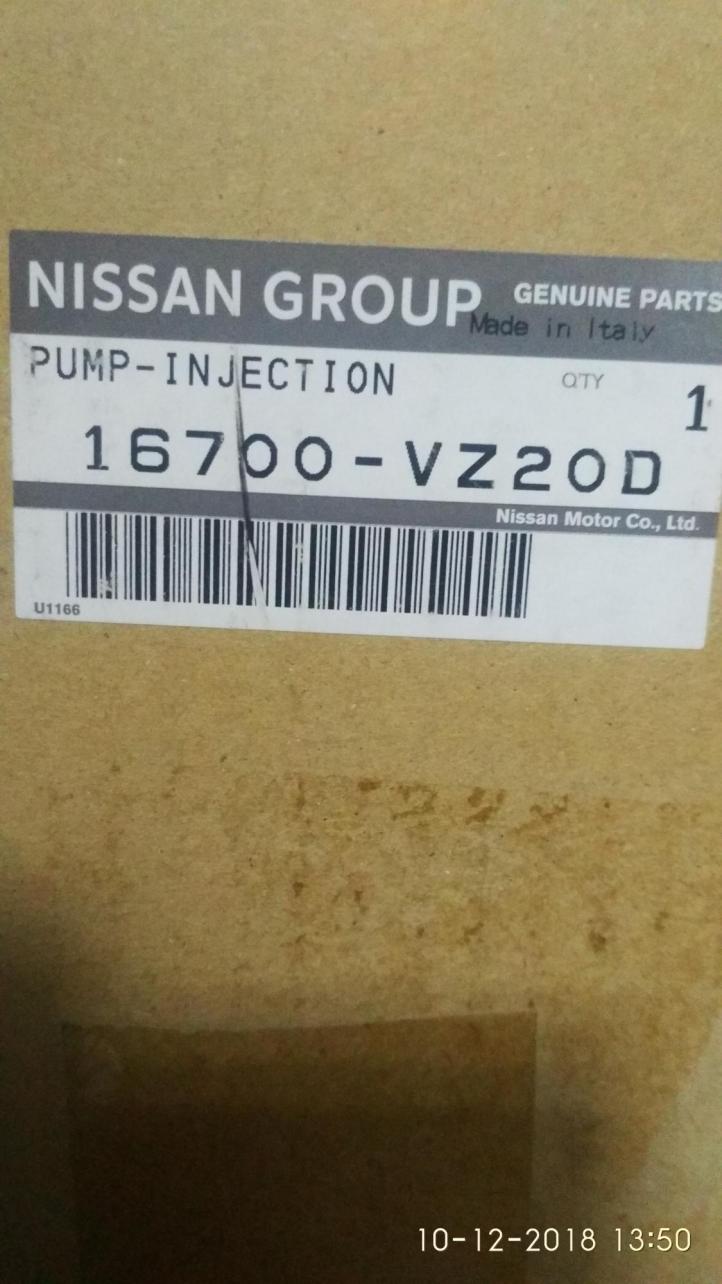 NISSAN GROUP GENUINE PARTS
Made in Italy
PUMP-INJECTION QTY 1
16700-VZ20D
Nissan Motor Co., Ltd.
U1166
10-12-2018 13:50